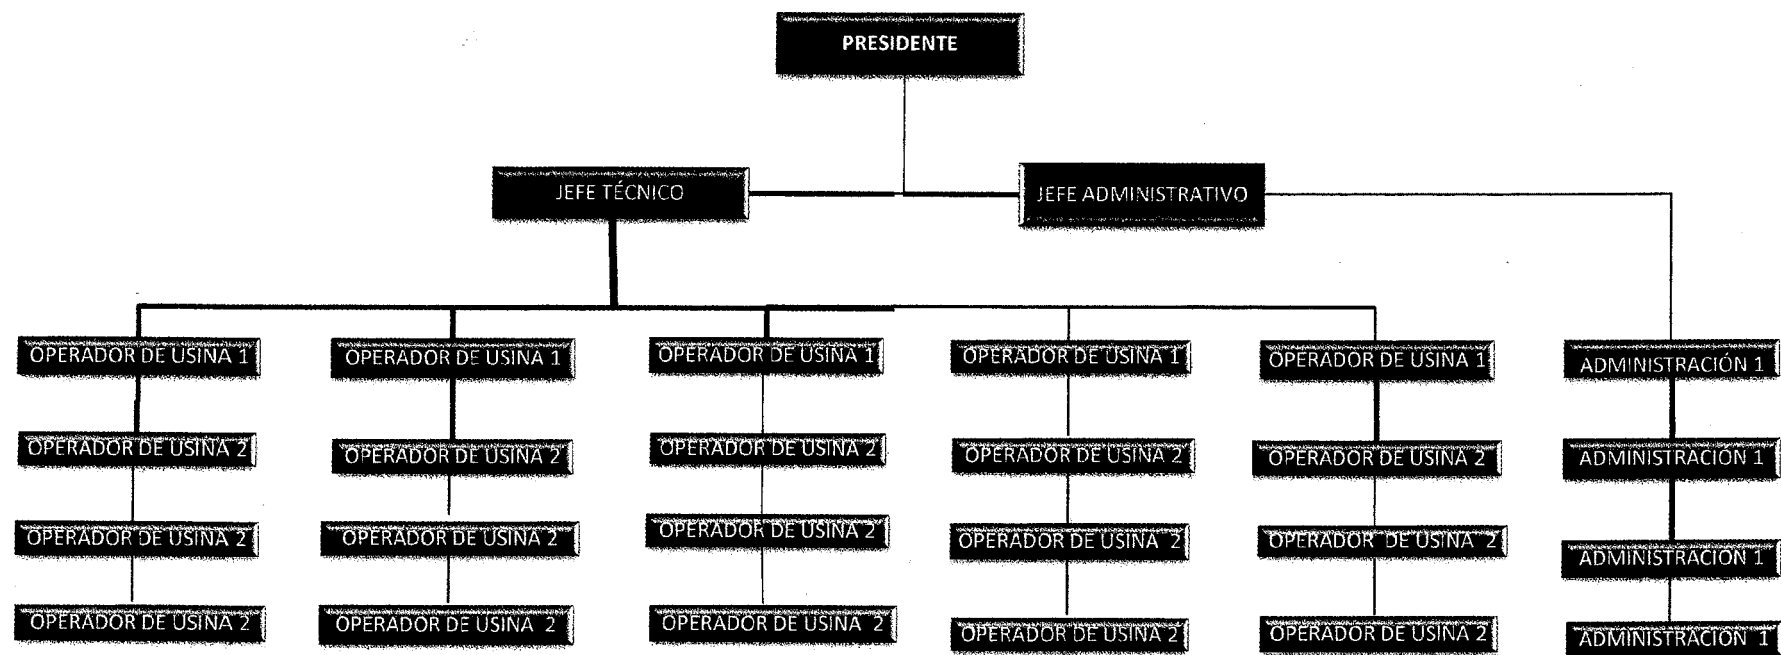 PRESIDENTE
JEFE TÉCNICO
JEFE ADMINISTRATIVO
OPERADOR DE USINA 1
OPERADOR DE USINA 1
OPERADOR DE USINA 1
OPERADOR DE USINA 1
OPERADOR DE USINA 1
ADMINISTRACIÓN 1
OPERADOR DE USINA 2
OPERADOR DE USINA 2
OPERADOR DE USINA 2
OPERADOR DE USINA 2
OPERADOR DE USINA 2
ADMINISTRACIÓN 1
OPERADOR DE USINA 2
OPERADOR DE USINA 2
OPERADOR DE USINA 2
OPERADOR DE USINA 2
OPERADOR DE USINA 2
ADMINISTRACIÓN 1
OPERADOR DE USINA 2
OPERADOR DE USINA 2
OPERADOR DE USINA 2
OPERADOR DE USINA 2
OPERADOR DE USINA 2
ADMINISTRACIÓN 1